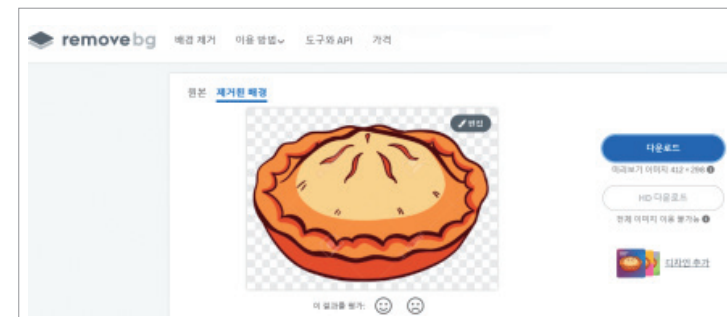 removebg 배경 제거 이용 방법 도구와 API 가격
원본 제거된 배경
편집
다운로드
미리보기 이미지 412 × 298
HD 다운로드
전체 이미지 이용 불가능
디자인 추가
이 결과를 평가: